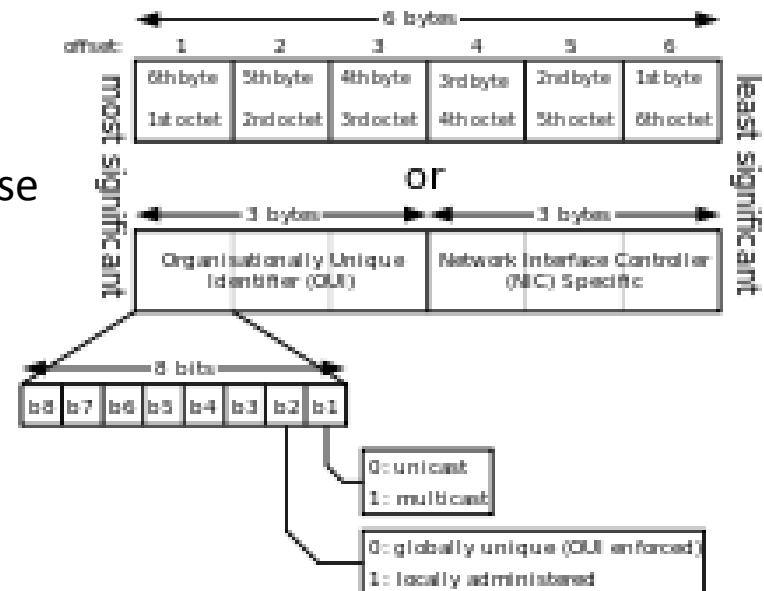 6 bytes
offset: 1 2 3 4 5 6
6th byte 5th byte 4th byte 3rd byte 2nd byte 1st byte
1st octet 2nd octet 3rd octet 4th octet 5th octet 6th octet
most significant
least significant
se
or
3 bytes 3 bytes
Organisationally Unique
Identifier (OUI)
Network Interface Controller
(NIC) Specific
8 bits
b8 b7 b6 b5 b4 b3 b2 b1
0: unicast
1: multicast
0: globally unique (OUI enforced)
1: locally administered